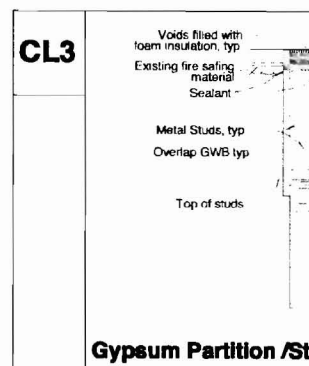 CL3
Voids filled with
foam insulation, typ
Existing fire safing
material
Sealant
Metal Studs, typ
Overlap GWB typ
Top of studs
Gypsum Partition /St